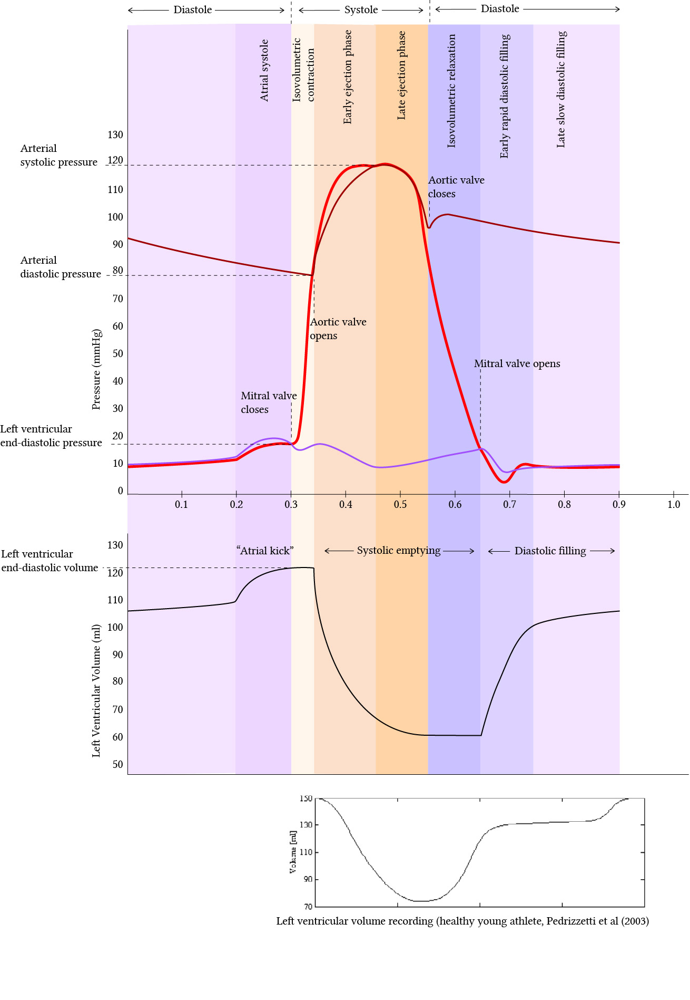 Diastole
Systole
Diastole
Atrial systole
Isovolumetric
contraction
Early ejection phase
Late ejection phase
Isovolumetric relaxation
Early rapid diastolic filling
Late slow diastolic filling
130
Arterial
systolic pressure
120
Aortic valve
closes
110
100
90
Arterial
diastolic pressure
80
70
Aortic valve
opens
60
Pressure (mmHg)
50
Mitral valve opens
40
Mitral valve
closes
30
Left ventricular
end-diastolic pressure
20
10
0
0.1
0.2
0.3
0.4
0.5
0.6
0.7
0.8
0.9
1.0
130
“Atrial kick”
Systolic emptying
Diastolic filling
Left ventricular
end-diastolic volume
120
110
100
Left Ventricular Volume (ml)
90
80
70
60
50
150
130
Volume [ml]
110
90
70
Left ventricular volume recording (healthy young athlete, Pedrizzetti et al (2003)